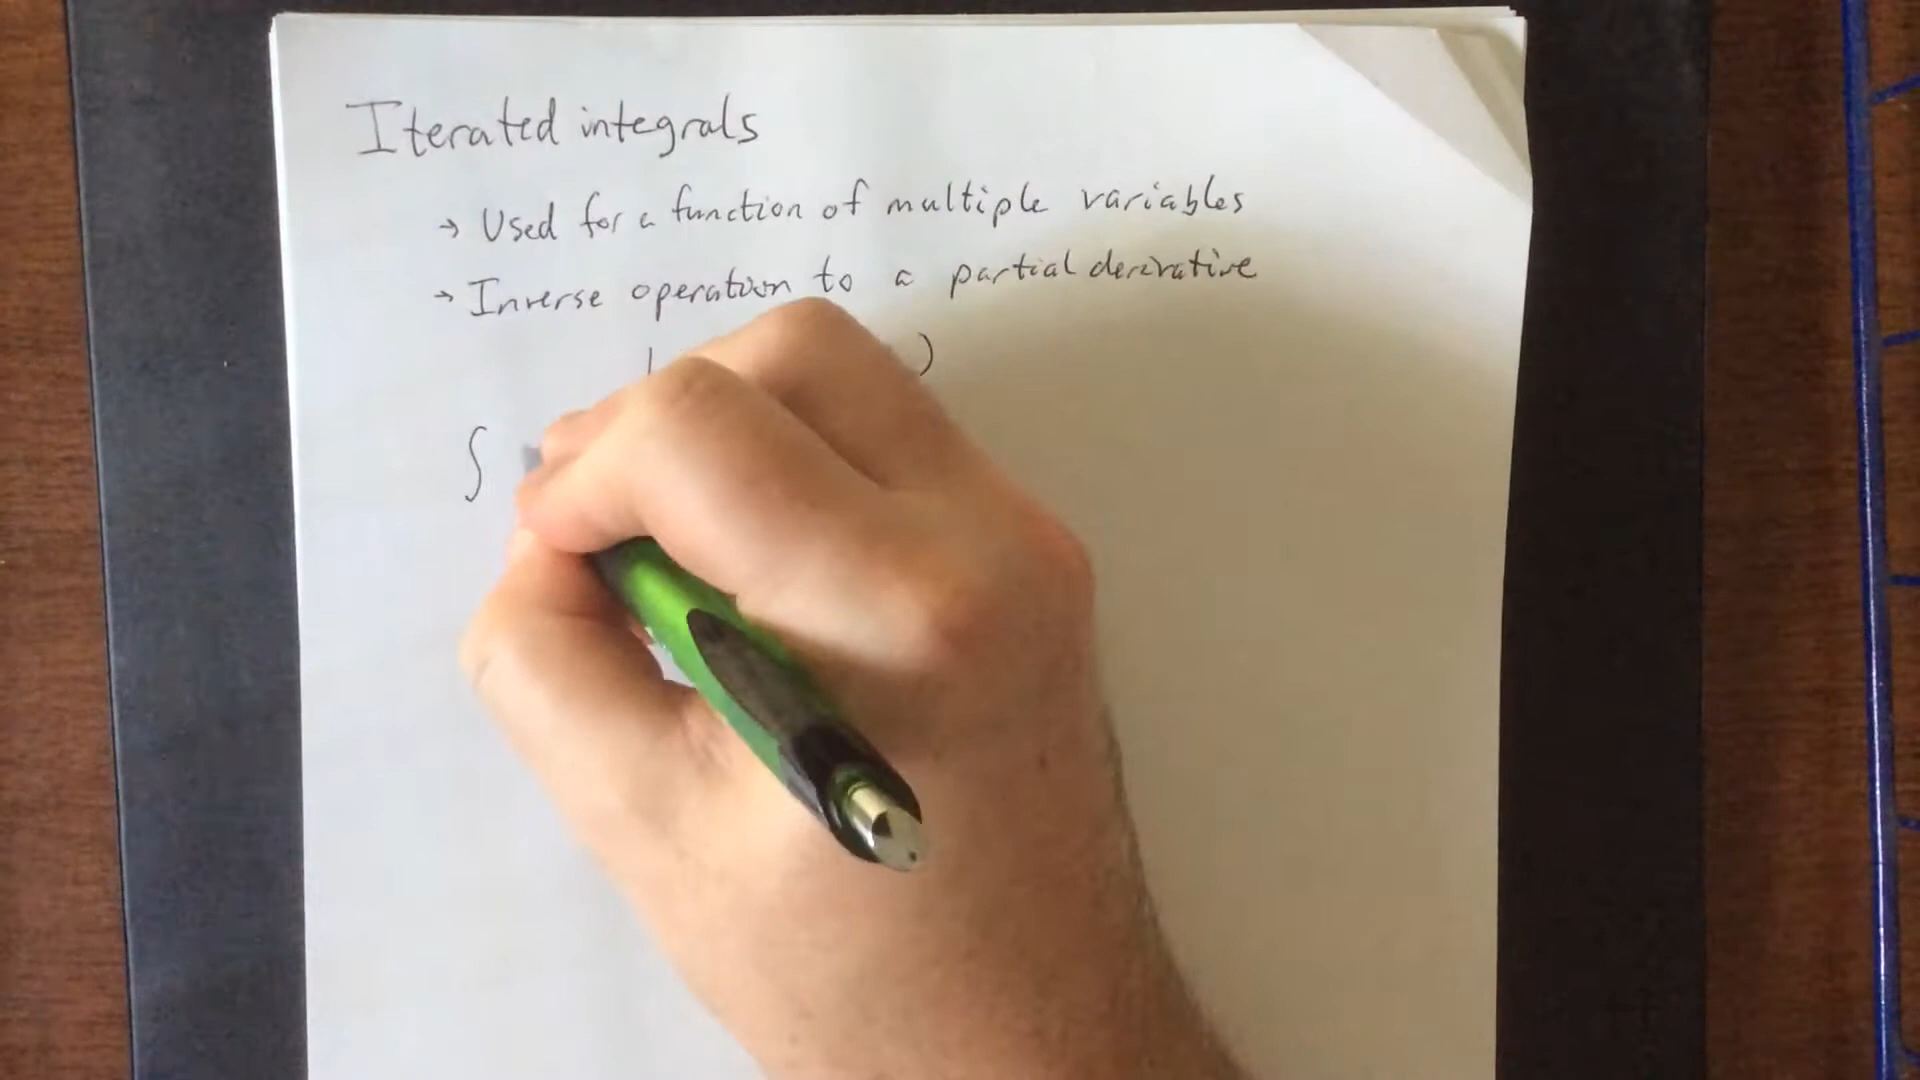 Iterated integrals
→ Used for a function of multiple variables
→ Inverse operation to a partial derivative
)
∫